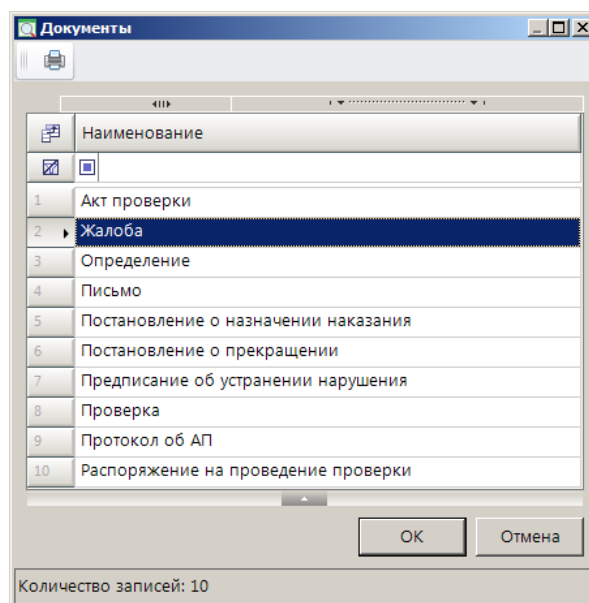 Документы
Наименование
1 Акт проверки
2 Жалоба
3 Определение
4 Письмо
5 Постановление о назначении наказания
6 Постановление о прекращении
7 Предписание об устранении нарушения
8 Проверка
9 Протокол об АП
10 Распоряжение на проведение проверки
ОК Отмена
Количество записей: 10